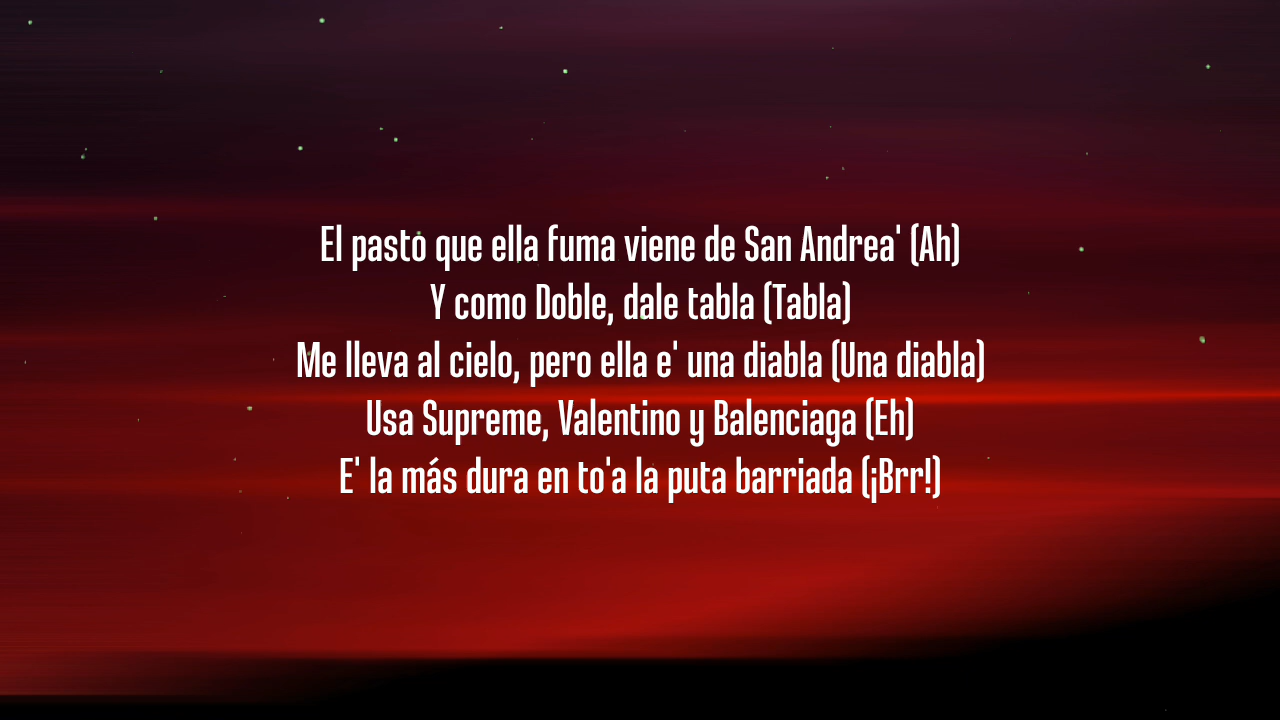 El pasto que ella fuma viene de San Andrea' (Ah)
Y como Doble, dale tabla (Tabla)
Me lleva al cielo, pero ella e' una diabla (Una diabla)
Usa Supreme, Valentino y Balenciaga (Eh)
E' la más dura en to'a la puta barriada (¡Brr!)